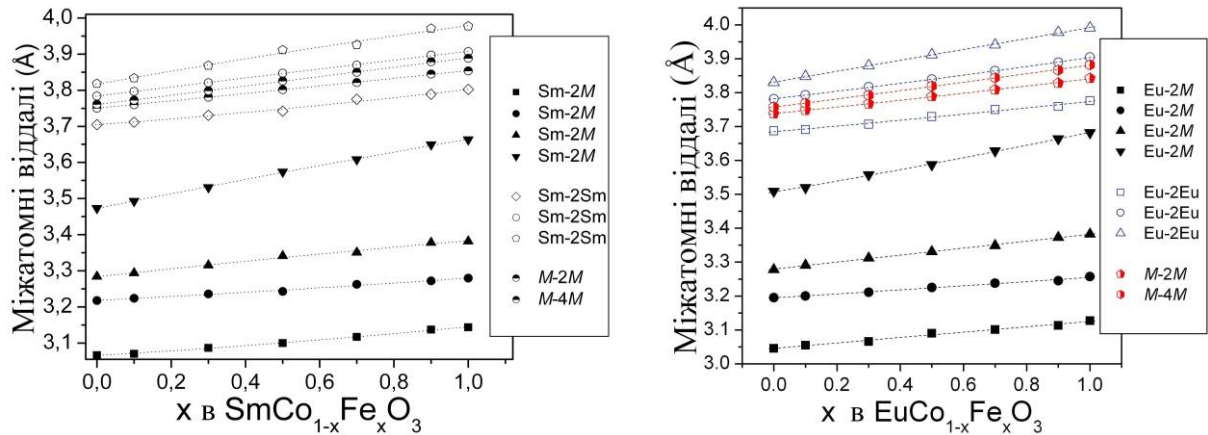 Міжатомні віддалі (Å)
4,0
3,9
3,8
3,7
3,6
3,5
3,4
3,3
3,2
3,1
0,0 0,2 0,4 0,6 0,8 1,0
x в SmCo1-xFexO3
Sm-2M
Sm-2M
Sm-2M
Sm-2M
Sm-2Sm
Sm-2Sm
Sm-2Sm
M-2M
M-4M
Міжатомні віддалі (Å)
4.0
3.9
3.8
3.7
3.6
3.5
3.4
3.3
3.2
3.1
3.0
0.0 0.2 0.4 0.6 0.8 1.0
x в EuCo1-xFexO3
Eu-2M
Eu-2M
Eu-2M
Eu-2M
Eu-2Eu
Eu-2Eu
Eu-2Eu
M-2M
M-4M